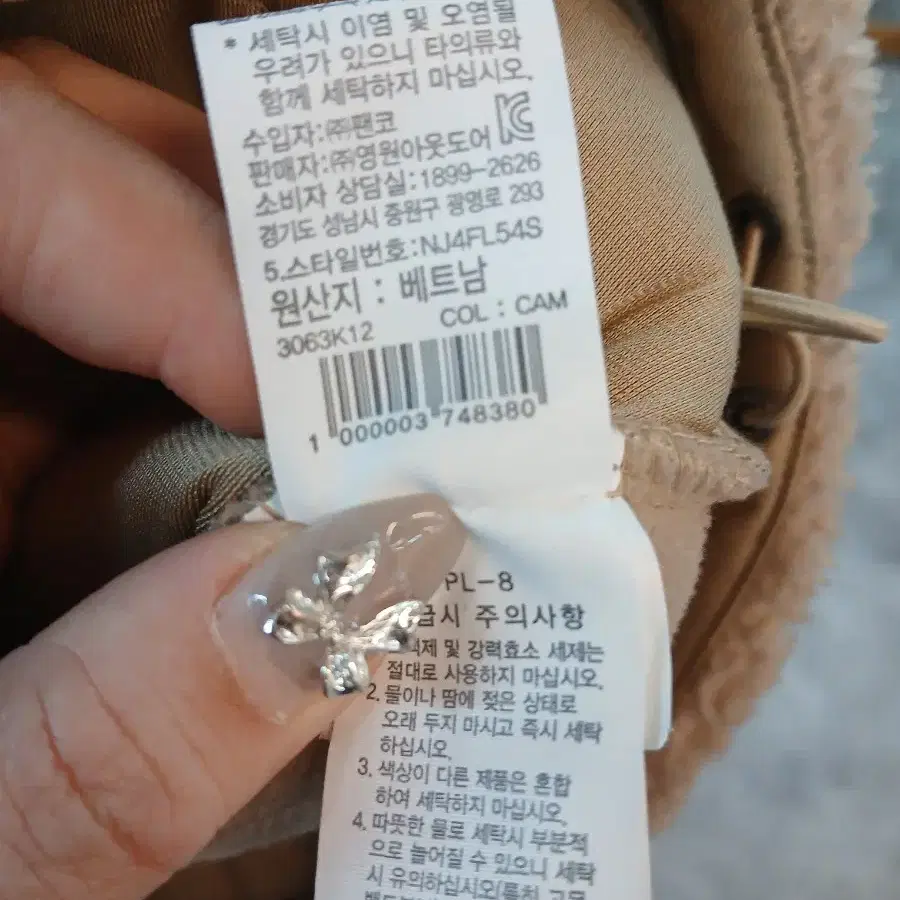 * 세탁시 이염 및 오염될
우려가 있으니 타의류와
함께 세탁하지 마십시오.
수입자:㈜팬코
판매자:㈜영원아웃도어
소비자 상담실:1899-2626
경기도 성남시 중원구 광명로 293
5.스타일번호:NJ4FL54S
원산지 : 베트남
3063K12 COL : CAM
1 000003 748380
PL-8
급시 주의사항
및 강력효소 세제는
절대로 사용하지 마십시오.
2. 물이나 땀에 젖은 상태로
오래 두지 마시고 즉시 세탁
하십시오.
3. 색상이 다른 제품은 혼합
하여 세탁하지 마십시오.
4. 따뜻한 물로 세탁시 부분적
으로 늘어질 수 있으니 세탁
시 유의하십시오(특히